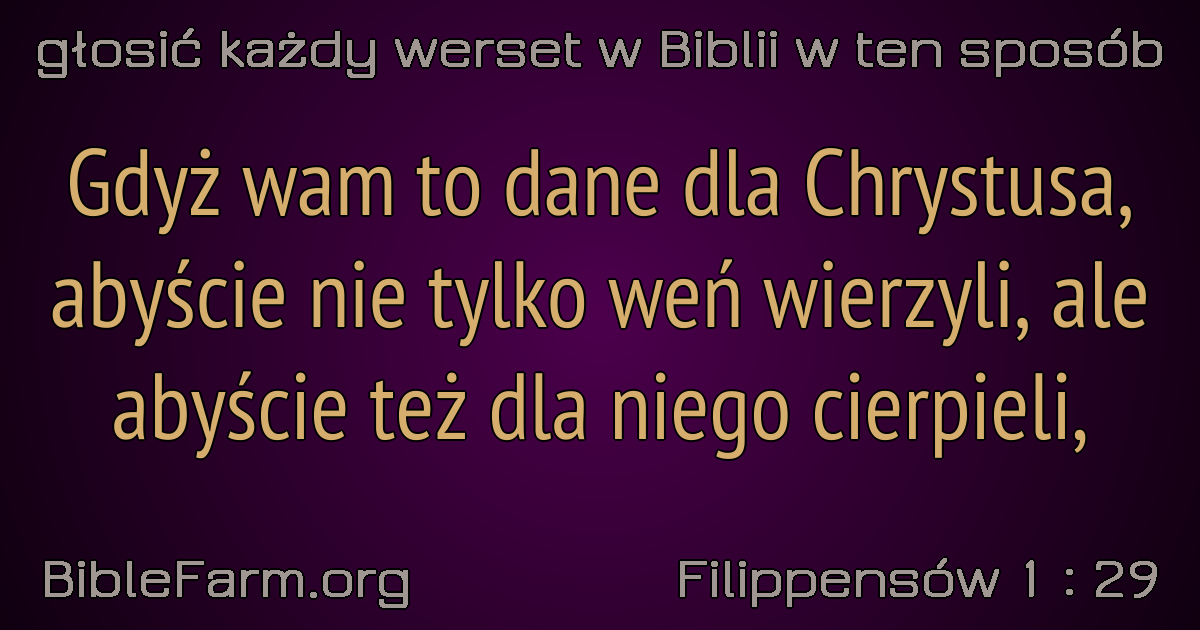 głosić każdy werset w Biblii w ten sposób
Gdyż wam to dane dla Chrystusa,
abyście nie tylko weń wierzyli, ale
abyście też dla niego cierpieli,
BibleFarm.org
Filippensów 1 : 29